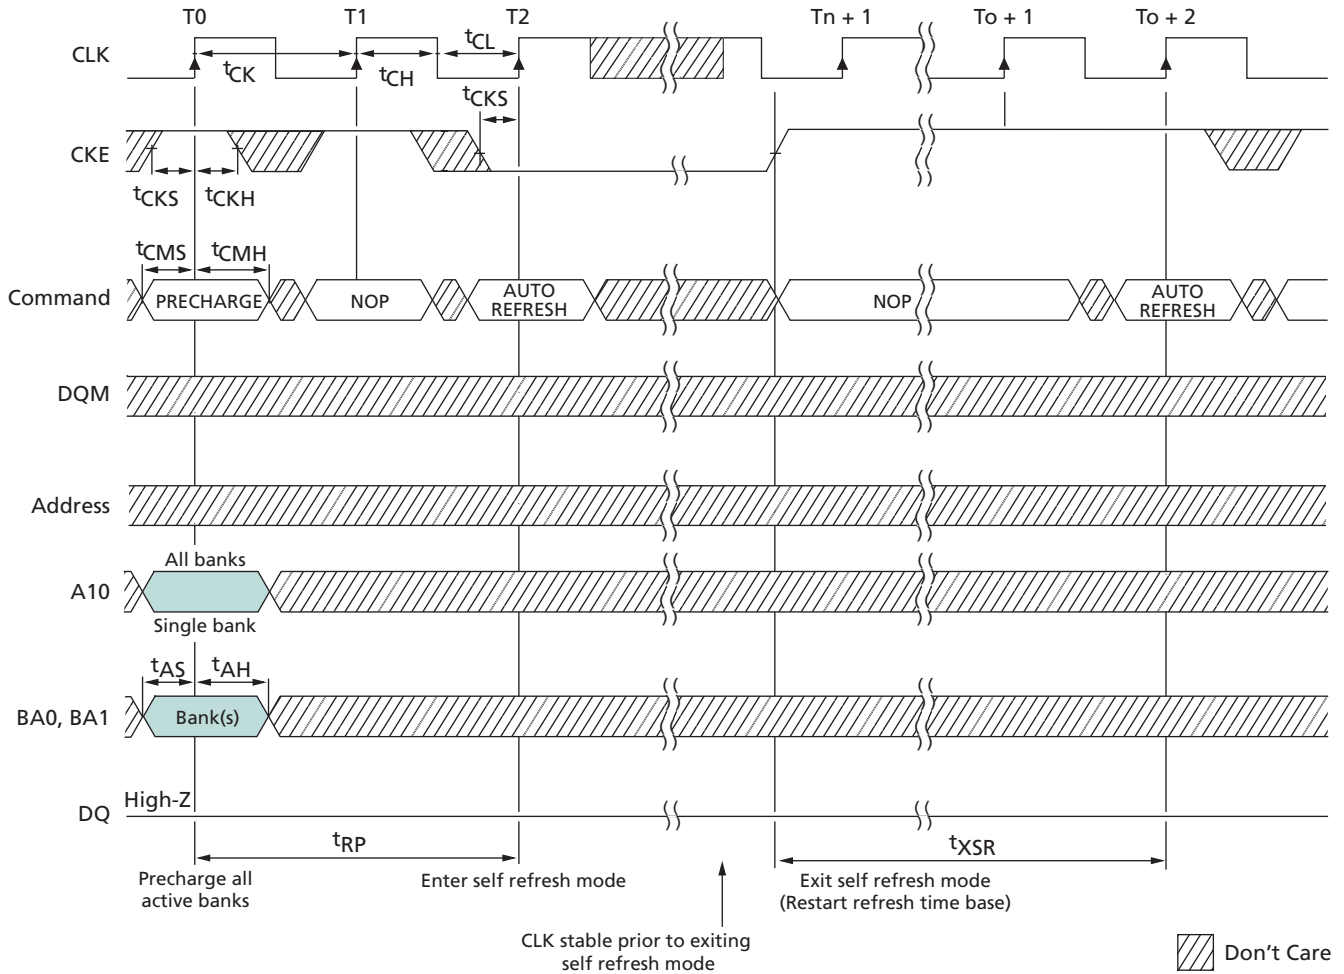 T0 T1 T2 Tn + 1 To + 1 To + 2
CLK
tCK tCH tCL
tCKS
CKE
tCKS tCKH
tCMS tCMH
Command PRECHARGE NOP AUTO REFRESH NOP AUTO REFRESH
DQM
Address
All banks
A10
Single bank
tAS tAH
BA0, BA1 Bank(s)
High-Z
DQ
tRP tXSR
Precharge all
active banks
Enter self refresh mode
Exit self refresh mode
(Restart refresh time base)
CLK stable prior to exiting
self refresh mode
Don't Care